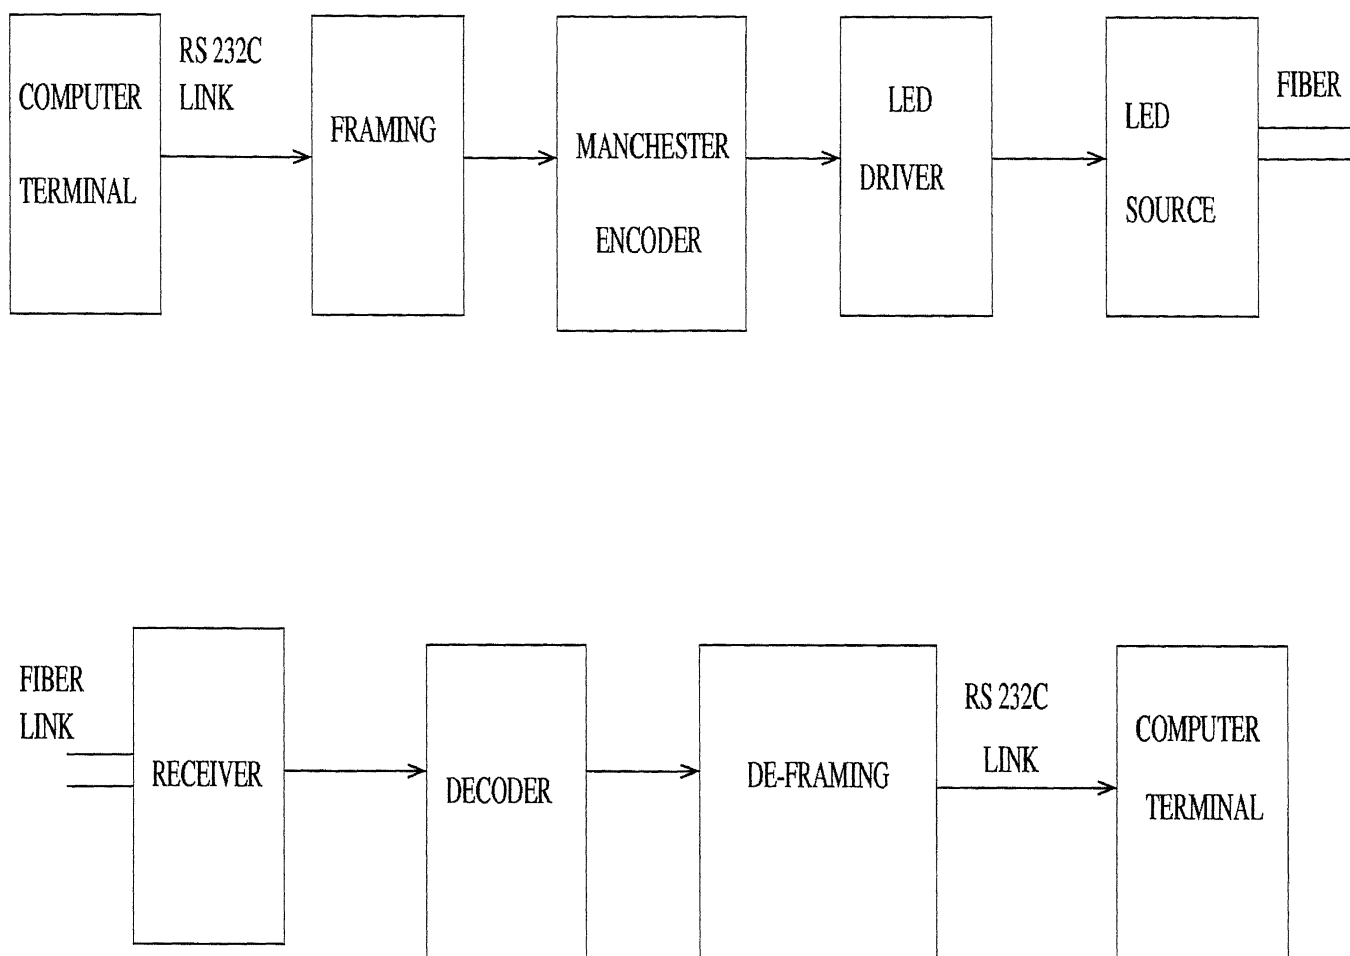 COMPUTER
TERMINAL
RS 232C
LINK
FRAMING
MANCHESTER
ENCODER
LED
DRIVER
LED
SOURCE
FIBER
FIBER
LINK
RECEIVER
DECODER
DE-FRAMING
RS 232C
LINK
COMPUTER
TERMINAL